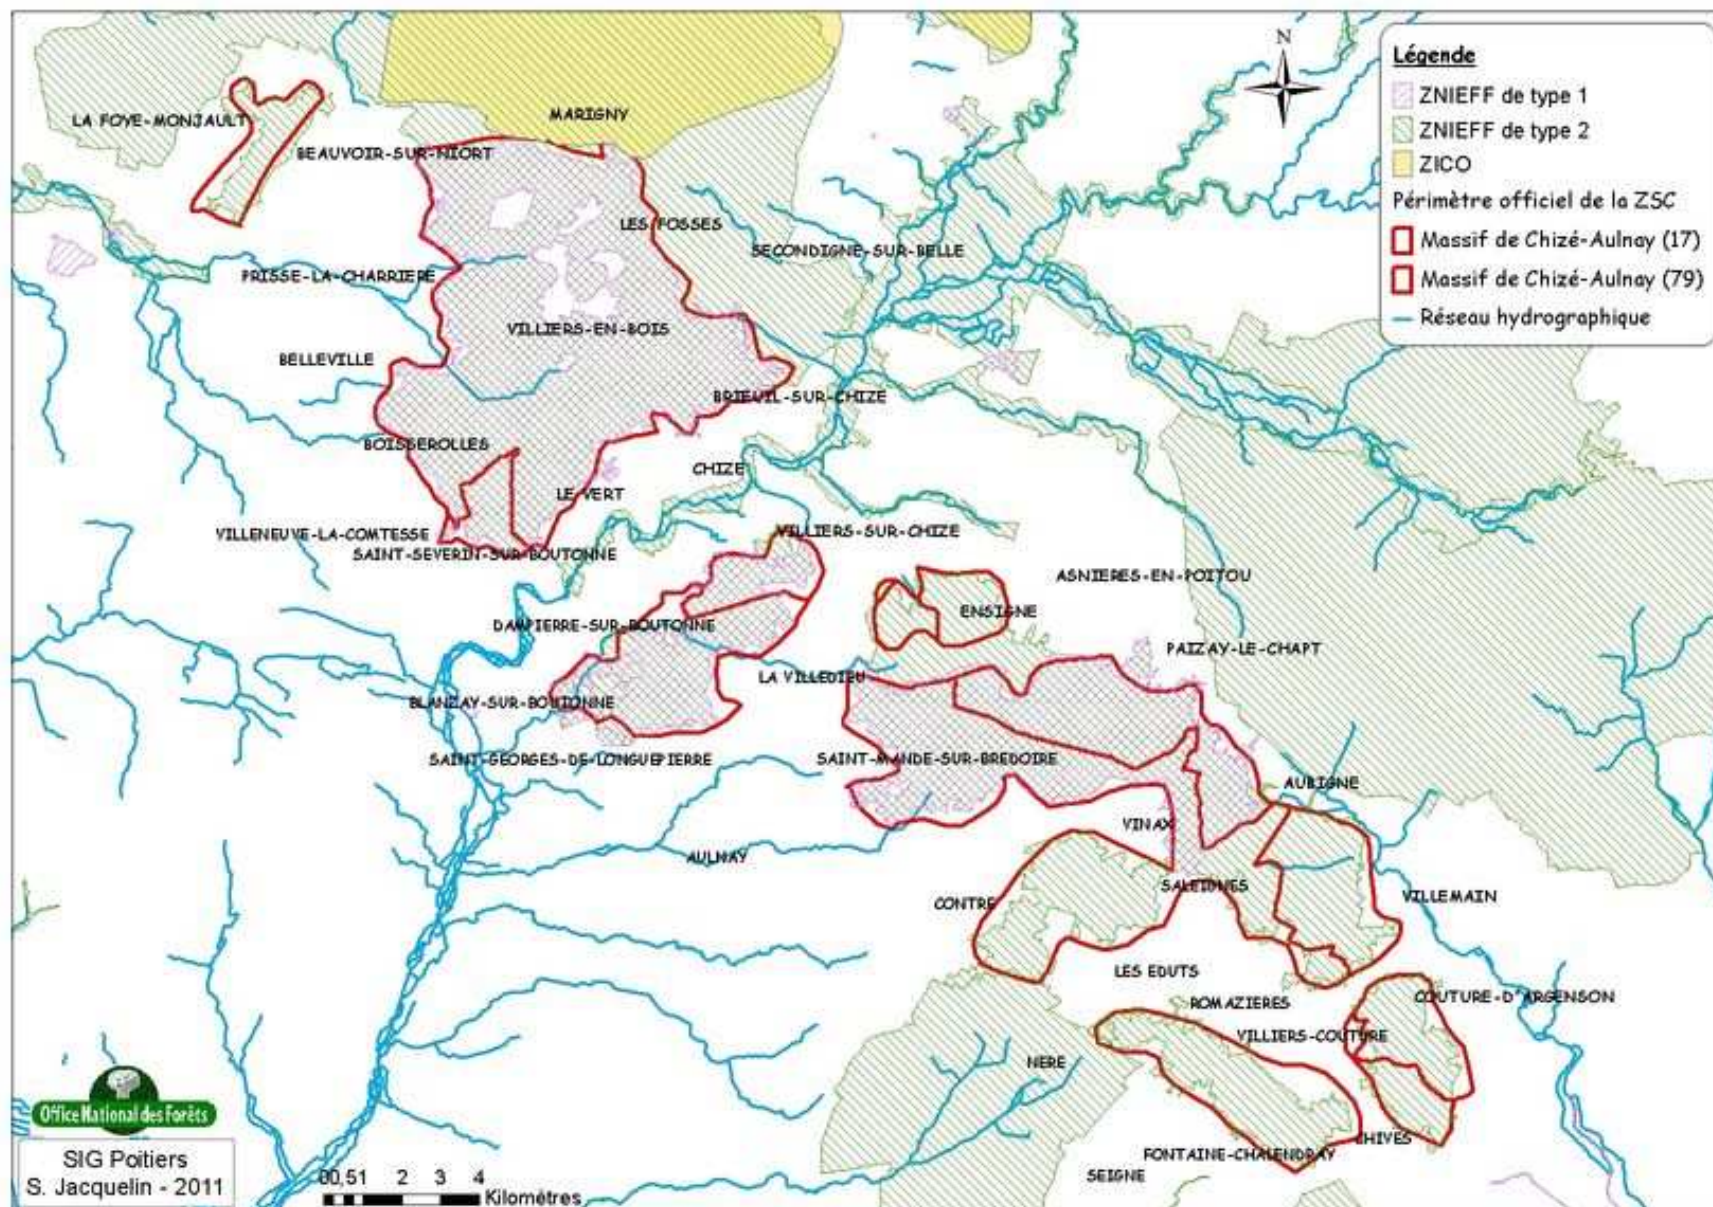 N
Légende
ZNIEFF de type 1
ZNIEFF de type 2
ZICO
Périmètre officiel de la ZSC
Massif de Chizé-Aulnay (17)
Massif de Chizé-Aulnay (79)
Réseau hydrographique
MARIGNY
LA FOYE-MONJAULT
BEAUVOIR-SUR-NIORT
LES FOSSES
SECONDIGNE-SUR-BELLE
PRISSE-LA-CHARRIERE
VILLIERS-EN-BOIS
BELLEVILLE
BRIEUIL-SUR-CHIZE
BOISSEROLLES
CHIZE
LE VERT
VILLENEUVE-LA-COMTESSE
VILLIERS-SUR-CHIZE
SAINT-SEVERIN-SUR-BOUTONNE
ASNIERES-EN-POITOU
ENSIGNE
DAMPIERRE-SUR-BOUTONNE
PAIZAY-LE-CHAPT
LA VILLEDIEU
BLANZAY-SUR-BOUTONNE
SAINT-GEORGES-DE-LONGUEPIERRE
SAINT-MANDE-SUR-BREDOIRE
AUBIGNE
VINAX
AULNAY
SALEIGNES
VILLEMAIN
CONTRE
LES EDUTS
COUTURE-D'ARGENSON
ROMAZIERES
VILLIERS-COUTURE
NERE
CHIVES
FONTAINE-CHALENDRAY
SEIGNE
Office National des Forêts
SIG Poitiers
S. Jacquelin - 2011
00,51 2 3 4
Kilomètres